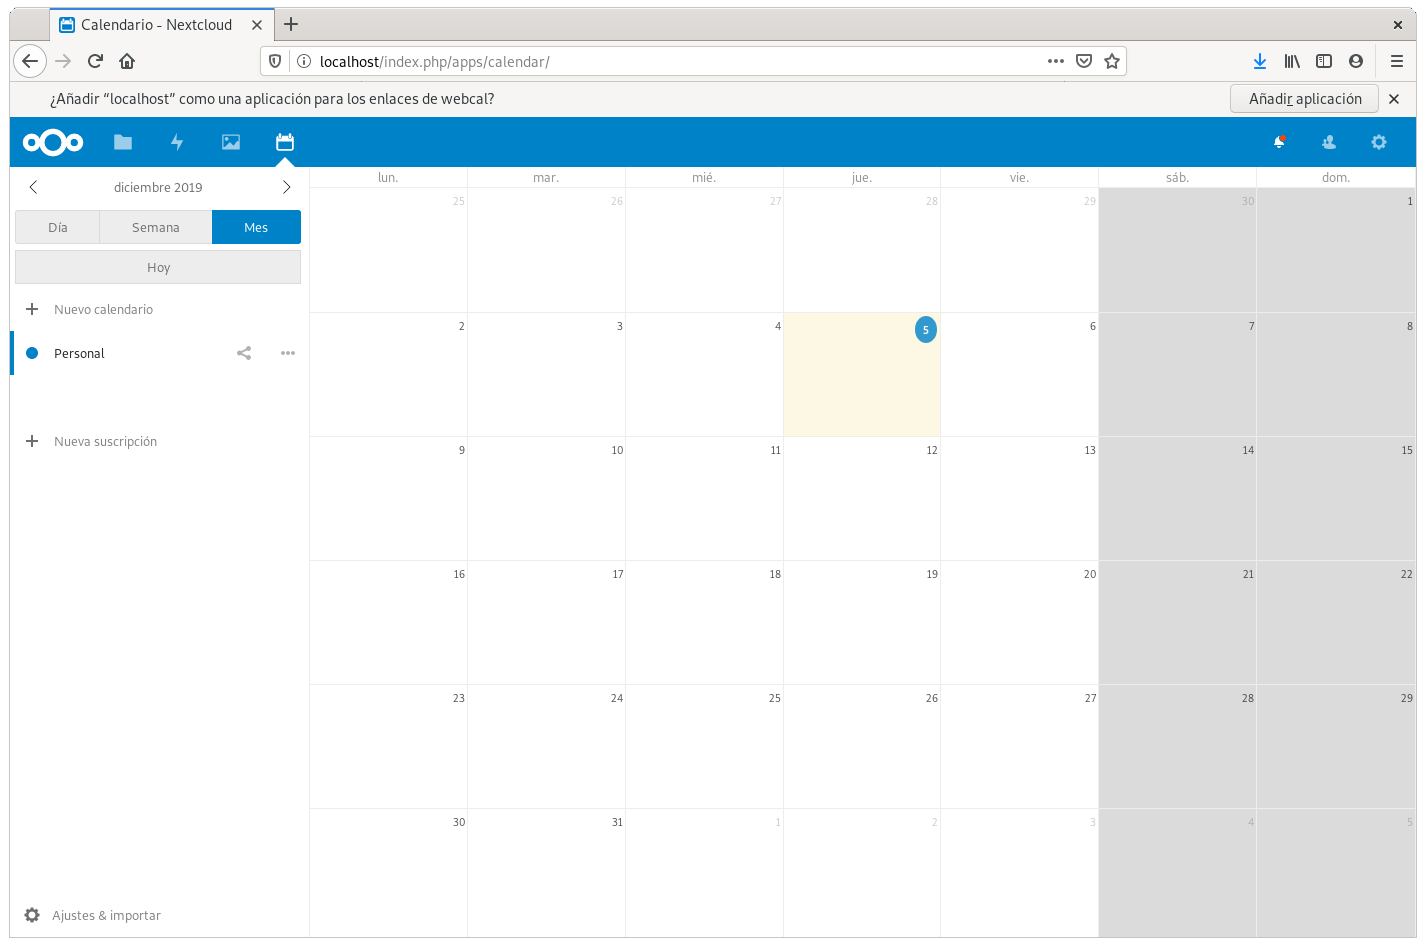 Calendario - Nextcloud
localhost/index.php/apps/calendar/
¿Añadir “localhost” como una aplicación para los enlaces de webcal?
Añadir aplicación
diciembre 2019
Día Semana Mes
Hoy
Nuevo calendario
Personal
Nueva suscripción
Ajustes & importar
lun. mar. mié. jue. vie. sáb. dom.
25 26 27 28 29 30 1
2 3 4 5 6 7 8
9 10 11 12 13 14 15
16 17 18 19 20 21 22
23 24 25 26 27 28 29
30 31 1 2 3 4 5